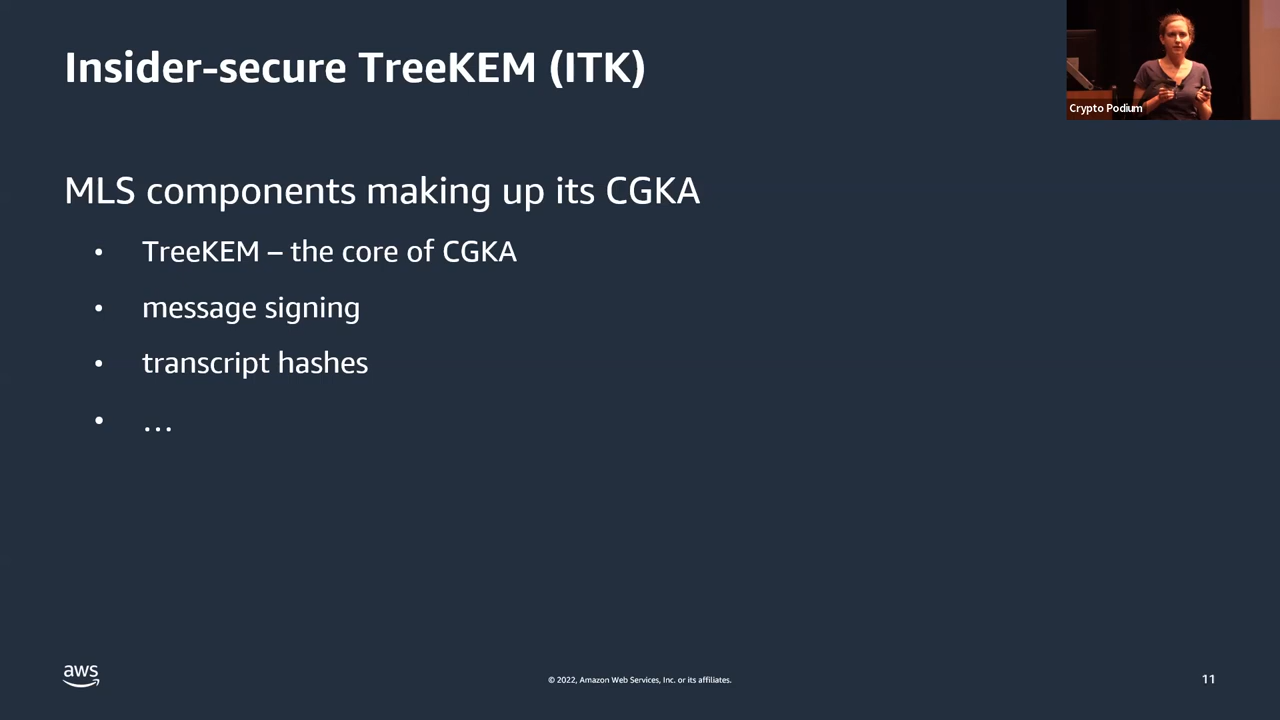 Insider-secure TreeKEM (ITK)
Crypto Podium
MLS components making up its CGKA
• TreeKEM – the core of CGKA
• message signing
• transcript hashes
• …
aws
© 2022, Amazon Web Services, Inc. or its affiliates.
11